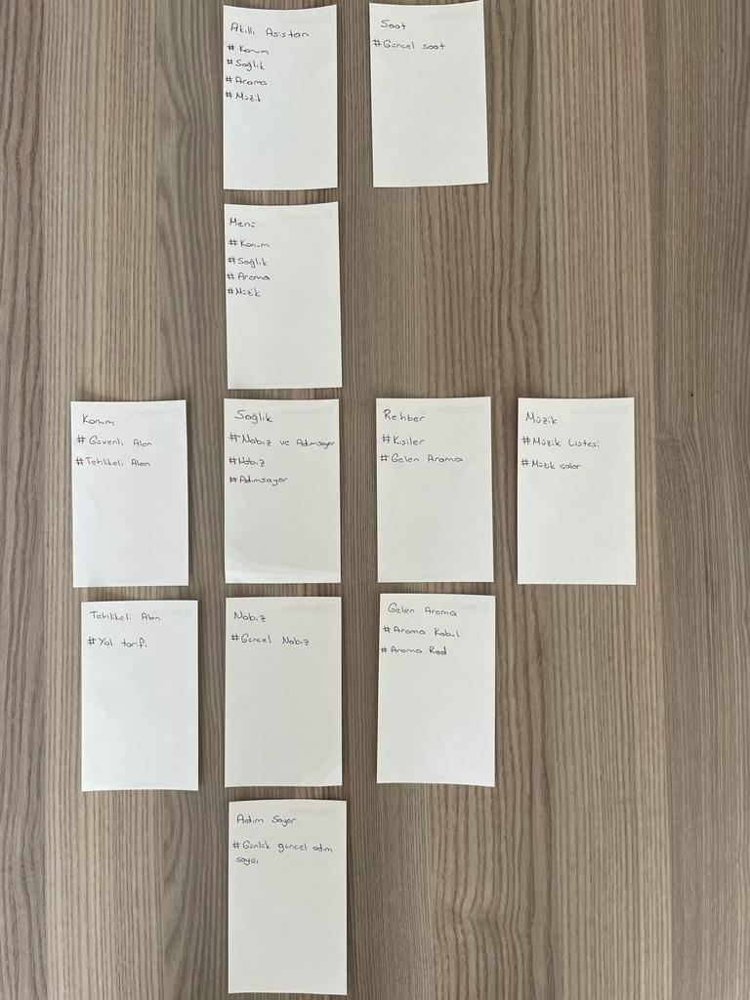 Akıllı Asistan
# Konum
# Sağlık
# Arama
# Müzik
Saat
# Güncel saat
Menü
# Konum
# Sağlık
# Arama
# Müzik
Konum
# Güvenli Alan
# Tehlikeli Alan
Sağlık
# Nabız ve Adımsayar
# Nabız
# Adımsayar
Rehber
# Kişiler
# Gelen Arama
Müzik
# Müzik Listesi
# Müzik çalar
Tehlikeli Alan
# Yol tarifi
Nabız
# Güncel Nabız
Gelen Arama
# Arama Kabul
# Arama Red
Adım Sayar
# Günlük güncel adım
sayısı